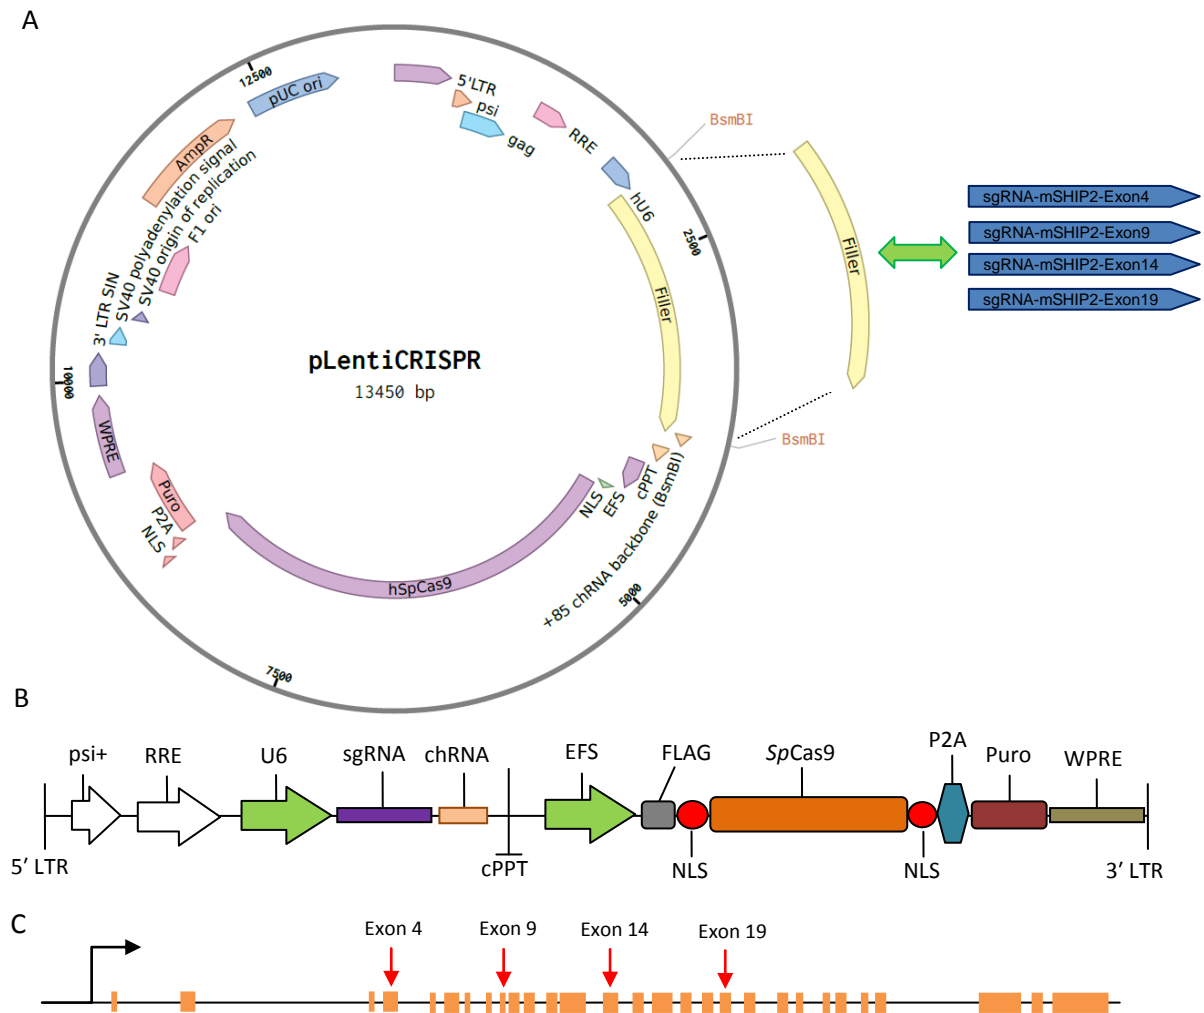 A
12500
pUC ori
5'LTR
psi
gag
RRE
BsmBI
AmpR
SV40 polyadenylation signal
SV40 origin of replication
F1 ori
hU6
2500
Filler
Filler
sgRNA-mSHIP2-Exon4
sgRNA-mSHIP2-Exon9
sgRNA-mSHIP2-Exon14
sgRNA-mSHIP2-Exon19
3' LTR SIN
10000
pLentiCRISPR
13450 bp
WPRE
BsmBI
Puro
P2A
NLS
NLS
EFS
cPPT
+85 chRNA backbone (BsmBI)
hSpCas9
5000
7500
B
psi+
RRE
U6
sgRNA
chRNA
EFS
FLAG
SpCas9
P2A
Puro
WPRE
5′ LTR
cPPT
NLS
NLS
3′ LTR
C
Exon 4
Exon 9
Exon 14
Exon 19